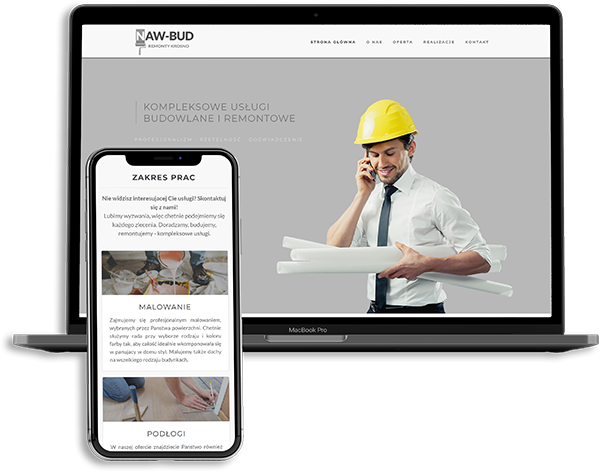 NAW-BUD
REMONTY KROSNO
STRONA GŁÓWNA O NAS OFERTA REALIZACJE KONTAKT
KOMPLEKSOWE USŁUGI
BUDOWLANE I REMONTOWE
PROFESJONALIZM RZETELNOŚĆ DOŚWIADCZENIE
MacBook Pro
ZAKRES PRAC
Nie widzisz interesującej Cię usługi? Skontaktuj
się z nami!
Lubimy wyzwania, więc chętnie podejmiemy się
każdego zlecenia. Doradzamy, budujemy,
remontujemy - kompleksowe usługi.
MALOWANIE
Zajmujemy się profesjonalnym malowaniem,
wybranych przez Państwa powierzchni. Chętnie
służymy radą przy wyborze rodzaju i koloru
farby tak, aby całość idealnie wkomponowała się
w panujący w domu styl. Malujemy także dachy
na wszelkiego rodzaju budynkach.
PODŁOGI
W naszej ofercie znajdziecie Państwo również